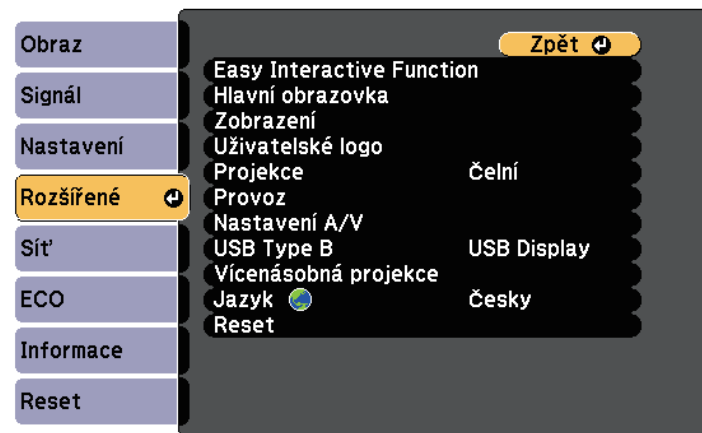 Obraz
Signál
Nastavení
Rozšířené
Síť
ECO
Informace
Reset
Zpět
Easy Interactive Function
Hlavní obrazovka
Zobrazení
Uživatelské logo
Projekce Čelní
Provoz
Nastavení A/V
USB Type B USB Display
Vícenásobná projekce
Jazyk Česky
Reset